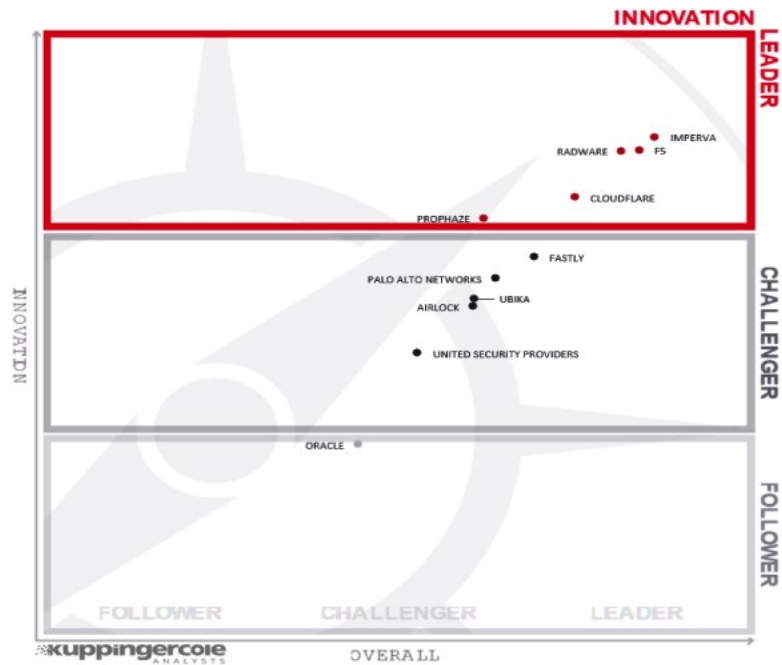 INNOVATION
LEADER
IMPERVA
RADWARE
F5
CLOUDFLARE
PROPHAZE
FASTLY
PALO ALTO NETWORKS
UBIKA
AIRLOCK
UNITED SECURITY PROVIDERS
CHALLENGER
INNOVATION
ORACLE
FOLLOWER
FOLLOWER CHALLENGER LEADER
kuppingercole
ANALYSTS
OVERALL